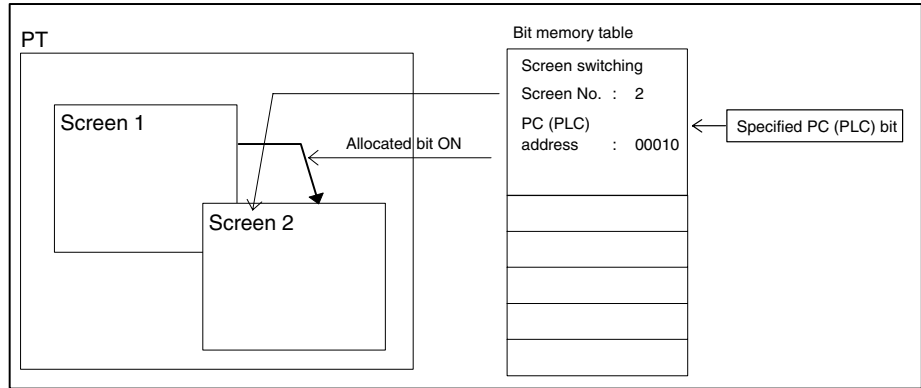 PT
Screen 1
Allocated bit ON
Screen 2
Bit memory table
Screen switching
Screen No. : 2
PC (PLC)
address : 00010
Specified PC (PLC) bit